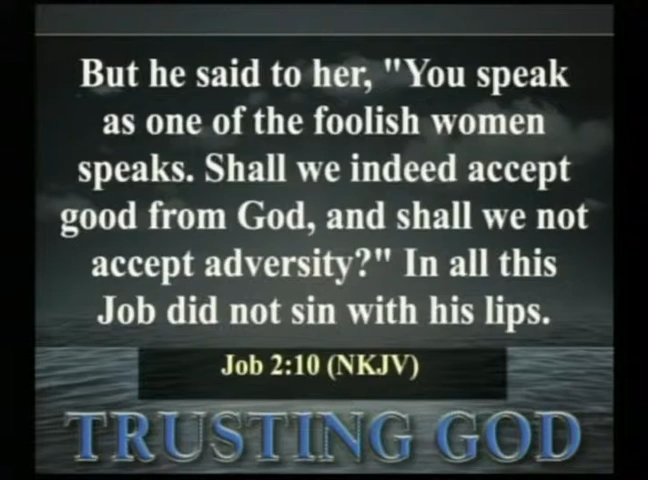 But he said to her, "You speak
as one of the foolish women
speaks. Shall we indeed accept
good from God, and shall we not
accept adversity?" In all this
Job did not sin with his lips.
Job 2:10 (NKJV)
TRUSTING GOD